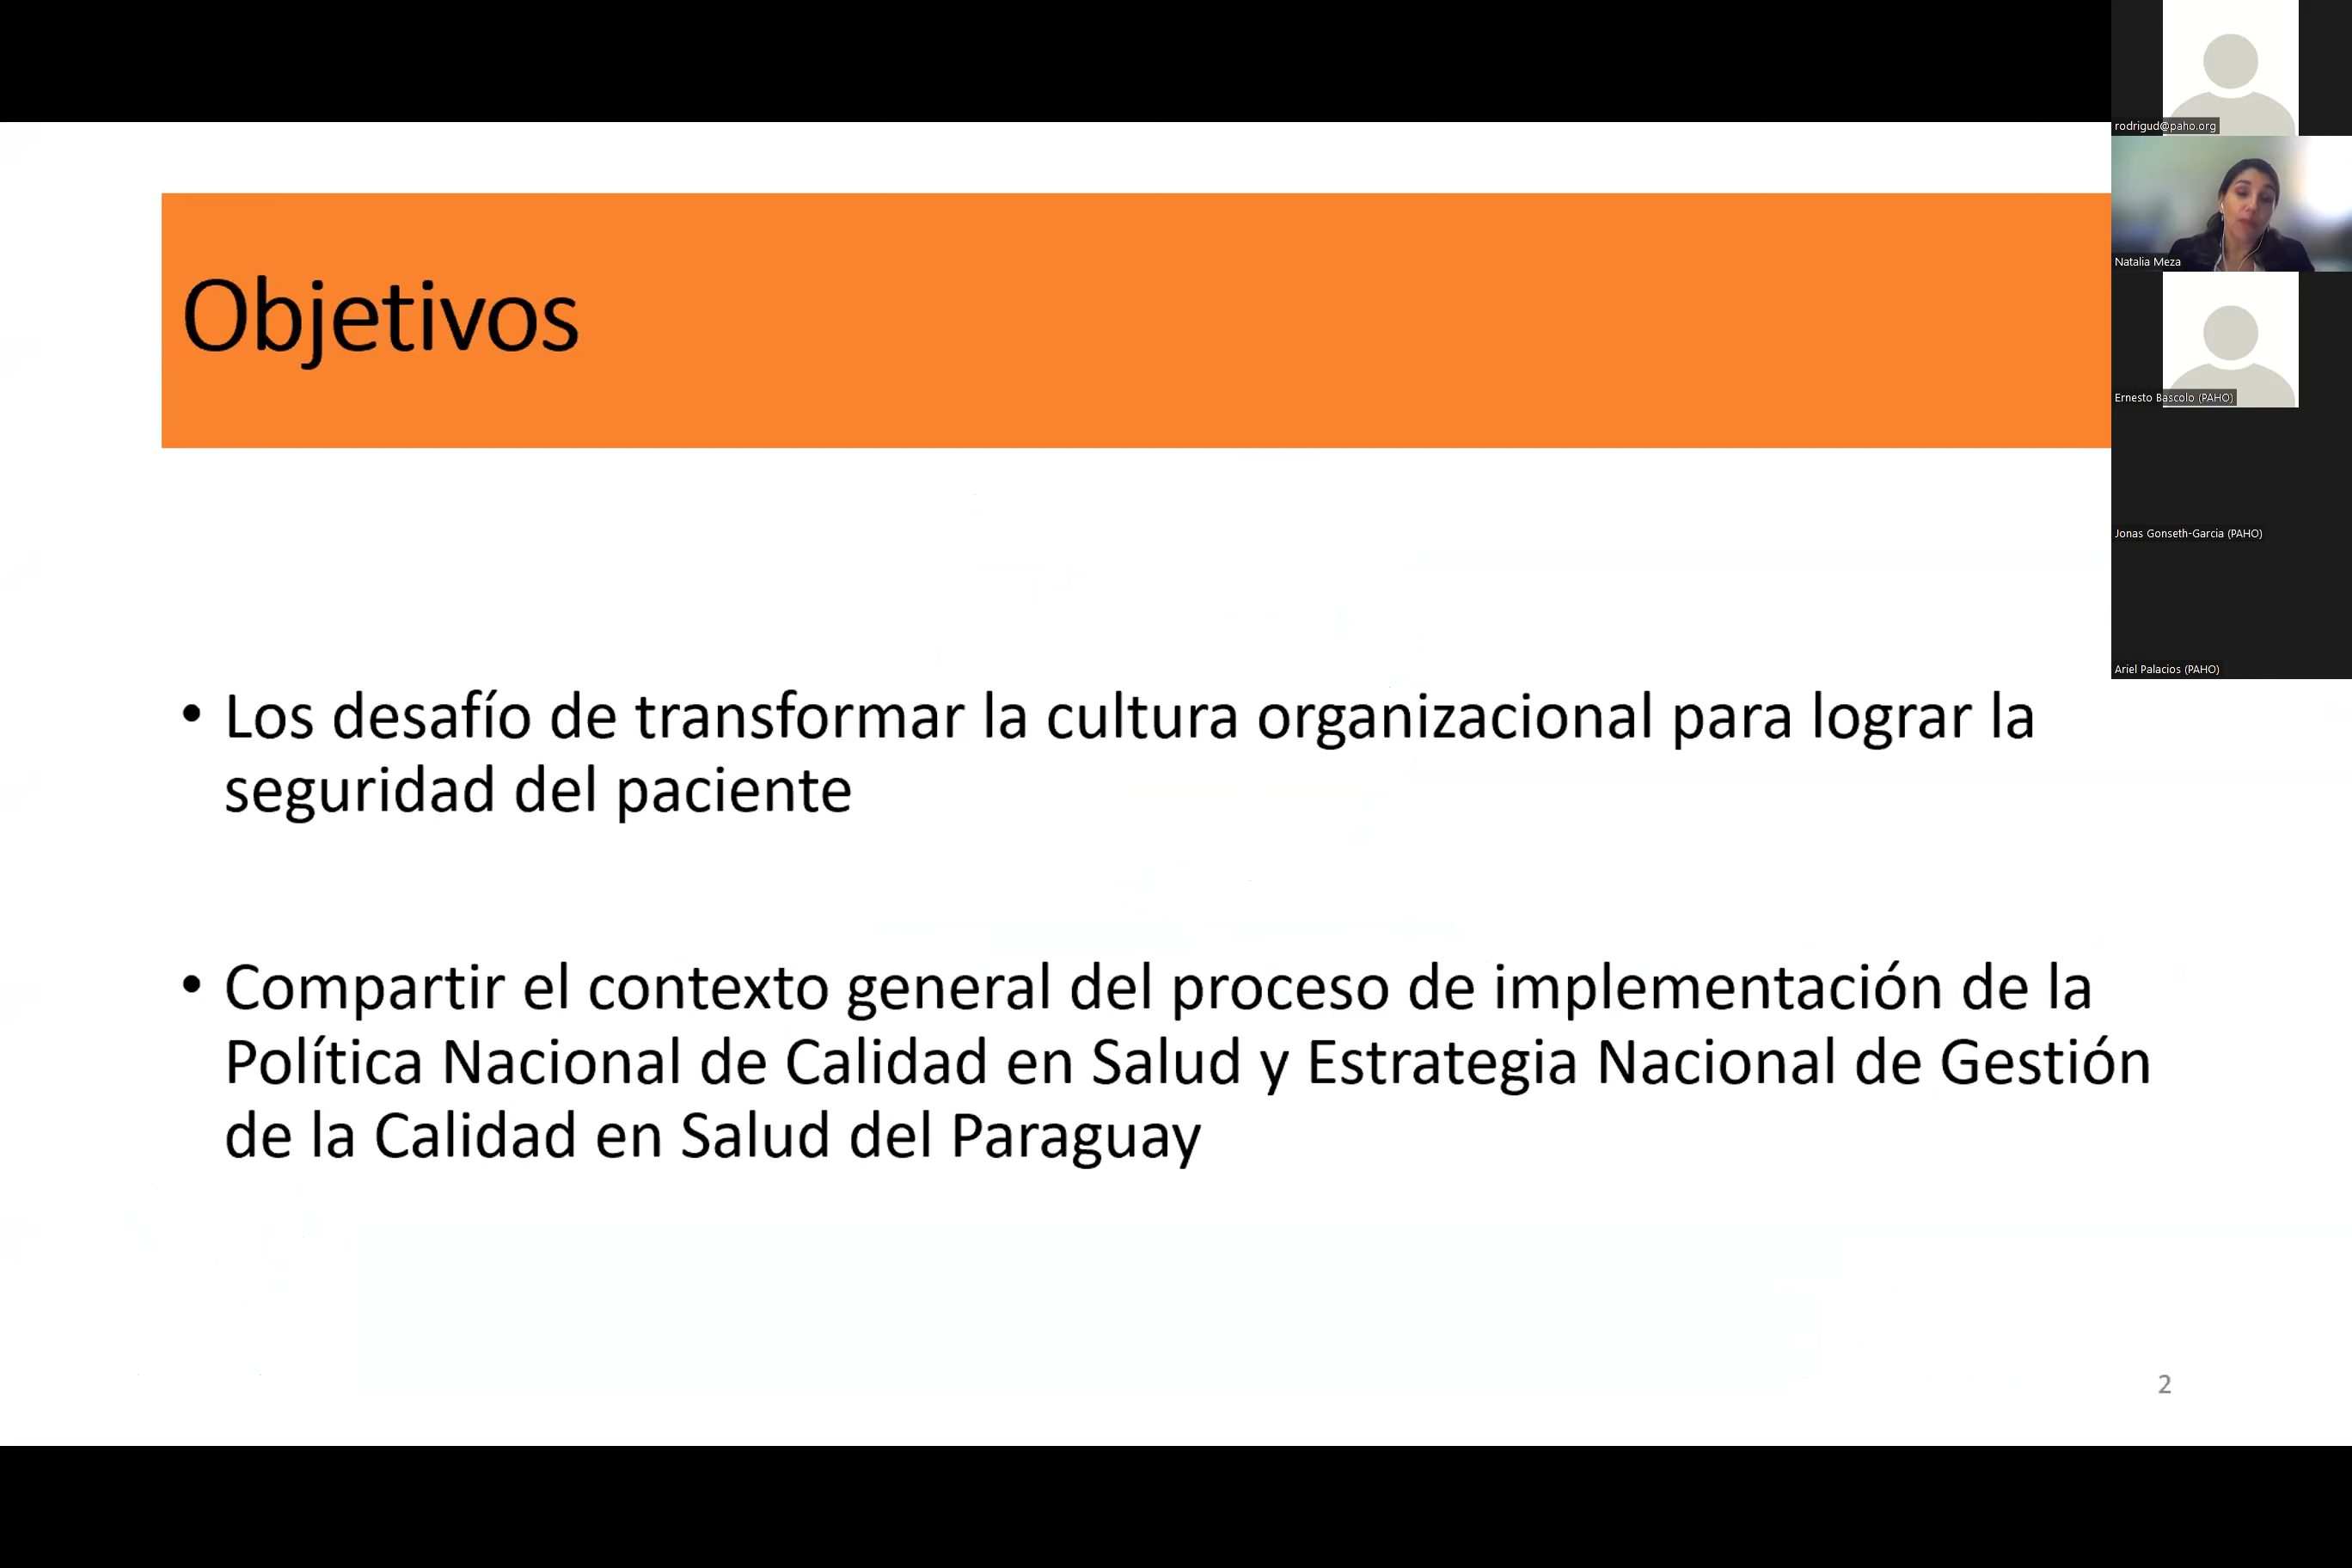 Objetivos
• Los desafío de transformar la cultura organizacional para lograr la
seguridad del paciente
• Compartir el contexto general del proceso de implementación de la
Política Nacional de Calidad en Salud y Estrategia Nacional de Gestión
de la Calidad en Salud del Paraguay
2
rodrigud@paho.org
Natalia Meza
Ernesto Bascolo (PAHO)
Jonas Gonseth-Garcia (PAHO)
Ariel Palacios (PAHO)